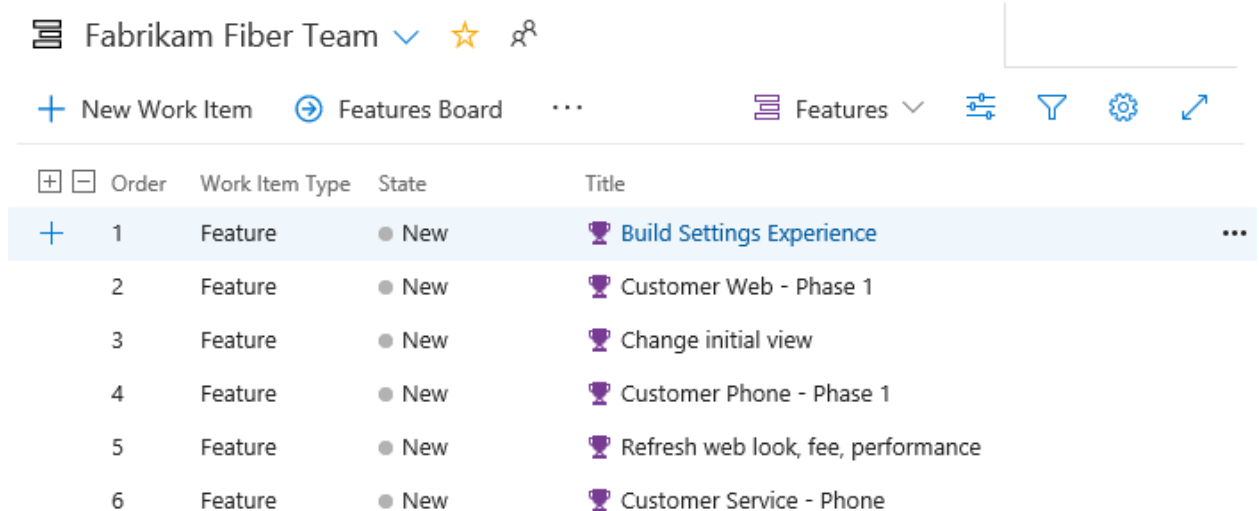 Fabrikam Fiber Team
New Work Item Features Board ... Features
Order Work Item Type State Title
1 Feature New Build Settings Experience ...
2 Feature New Customer Web - Phase 1
3 Feature New Change initial view
4 Feature New Customer Phone - Phase 1
5 Feature New Refresh web look, fee, performance
6 Feature New Customer Service - Phone